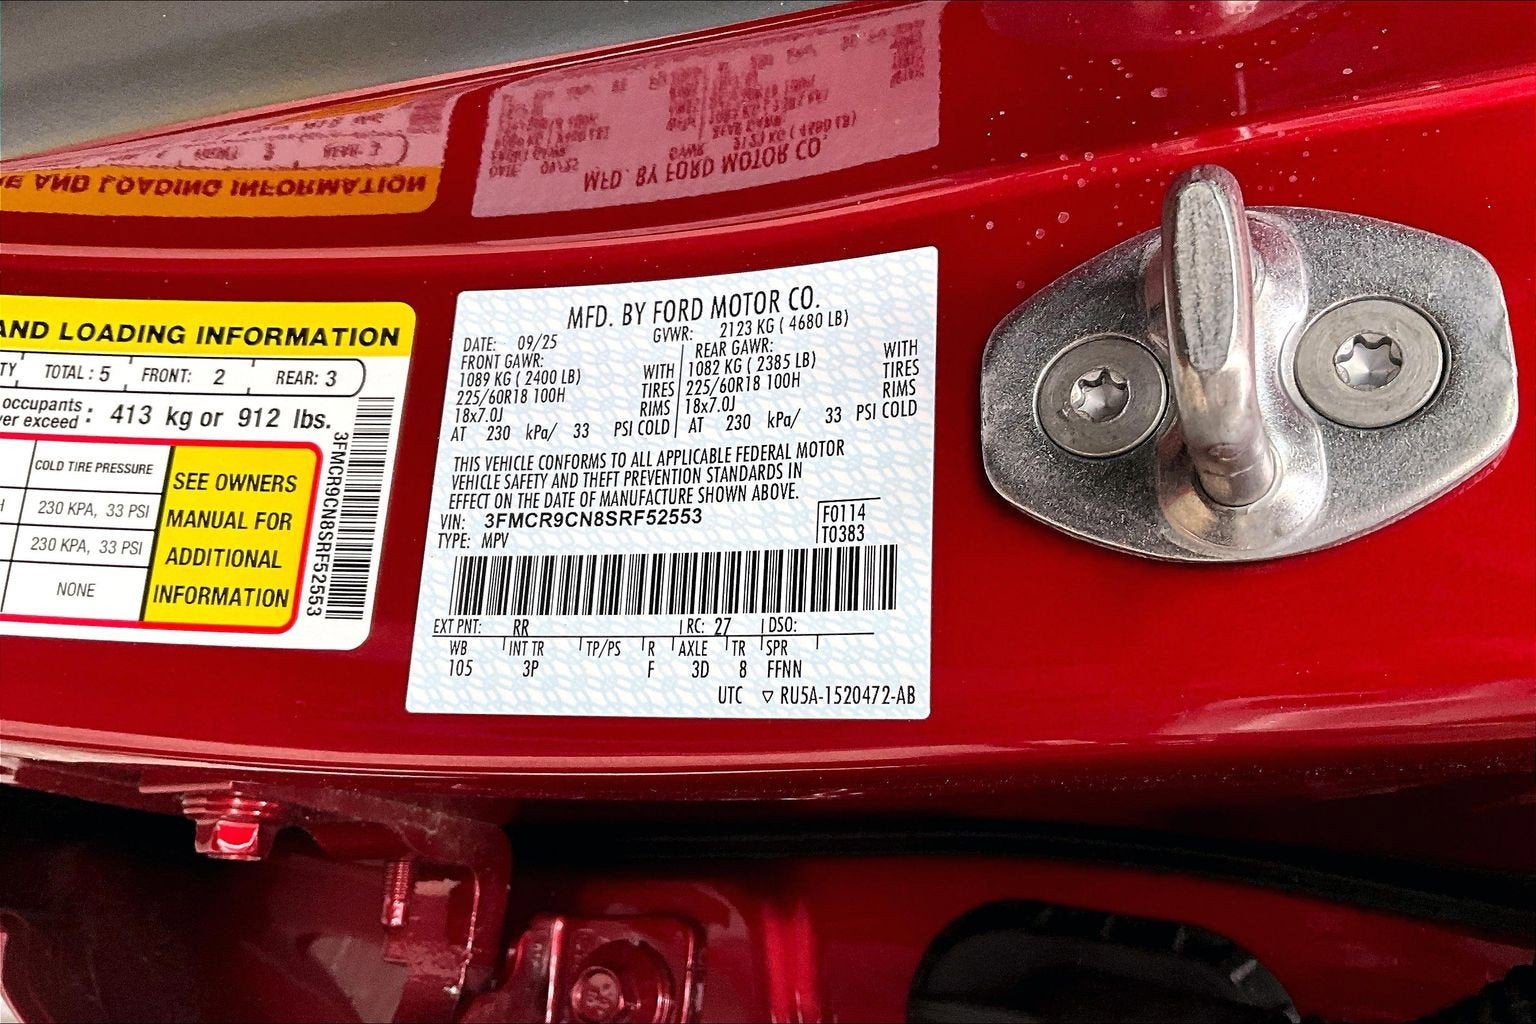 AND LOADING INFORMATION
TY TOTAL : 5 FRONT: 2 REAR: 3
occupants : 413 kg or 912 lbs.
er exceed
COLD TIRE PRESSURE
H 230 KPA, 33 PSI
230 KPA, 33 PSI
NONE
SEE OWNERS
MANUAL FOR
ADDITIONAL
INFORMATION
3FMCR9CN8SRF52553
MFD. BY FORD MOTOR CO.
DATE: 09/25 GVWR: 2123 KG ( 4680 LB)
FRONT GAWR: REAR GAWR:
1089 KG ( 2400 LB) WITH 1082 KG ( 2385 LB) WITH
225/60R18 100H TIRES 225/60R18 100H TIRES
18x7.0J RIMS 18x7.0J RIMS
AT 230 kPa/ 33 PSI COLD AT 230 kPa/ 33 PSI COLD
THIS VEHICLE CONFORMS TO ALL APPLICABLE FEDERAL MOTOR
VEHICLE SAFETY AND THEFT PREVENTION STANDARDS IN
EFFECT ON THE DATE OF MANUFACTURE SHOWN ABOVE.
VIN: 3FMCR9CN8SRF52553 F0114
TYPE: MPV T0383
EXT PNT: RR RC: 27 DSO:
WB INT TR TP/PS R AXLE TR SPR
105 3P F 3D 8 FFNN
UTC ▽ RU5A-1520472-AB